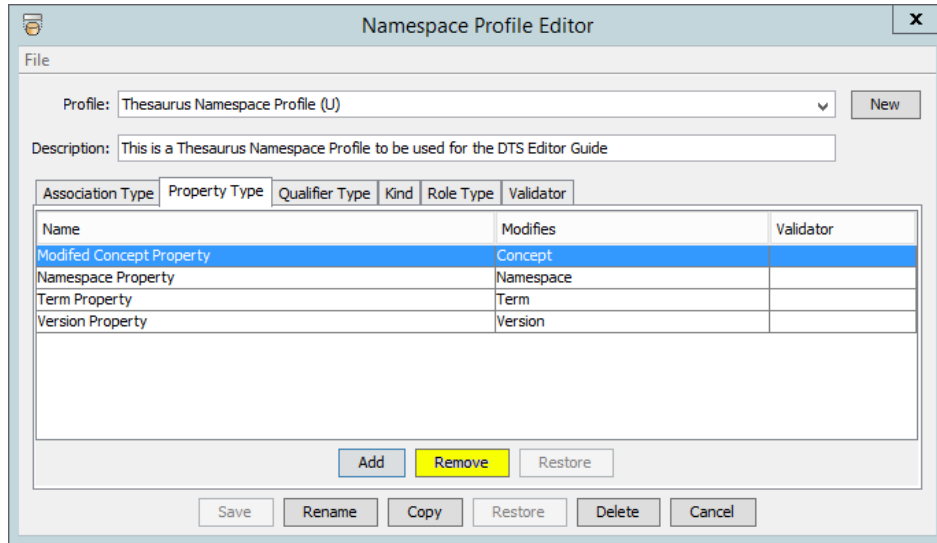 Namespace Profile Editor
x
File
Profile: Thesaurus Namespace Profile (U) New
Description: This is a Thesaurus Namespace Profile to be used for the DTS Editor Guide
Association Type Property Type Qualifier Type Kind Role Type Validator
Name Modifies Validator
Modifed Concept Property Concept
Namespace Property Namespace
Term Property Term
Version Property Version
Add Remove Restore
Save Rename Copy Restore Delete Cancel